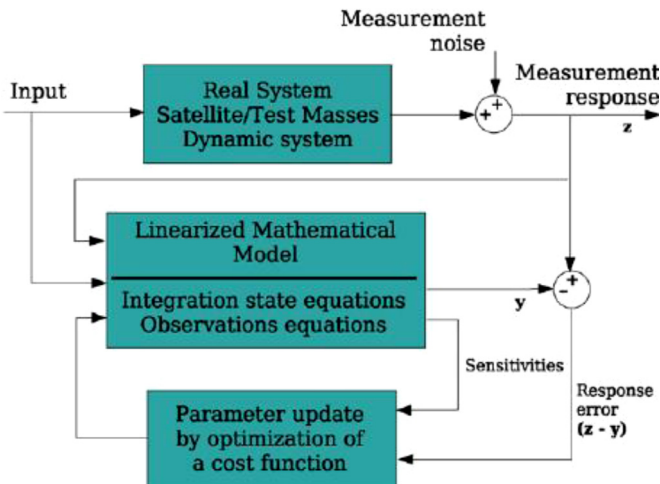 Measurement
noise
Input
Real System
Satellite/Test Masses
Dynamic system
+
+
Measurement
response
z
Linearized Mathematical
Model
Integration state equations
Observations equations
y
-
+
Sensitivities
Response
error
(z - y)
Parameter update
by optimization of
a cost function